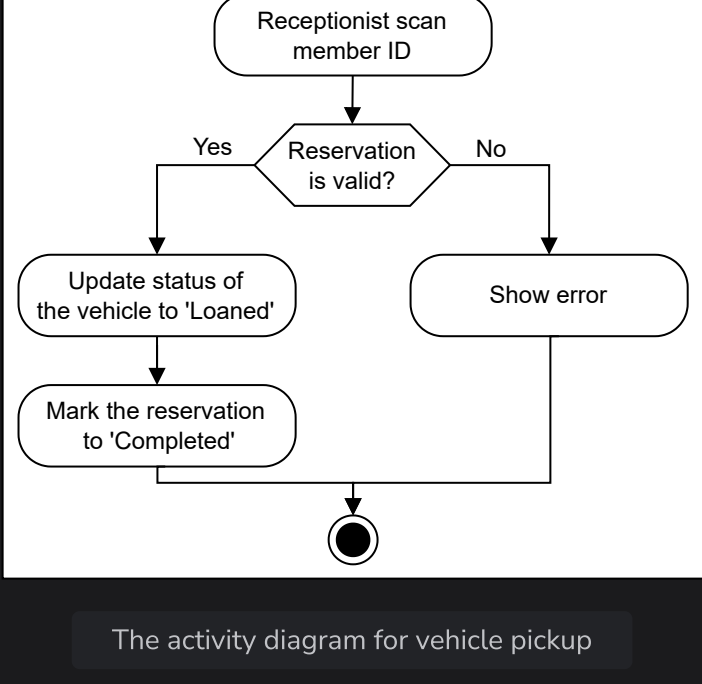 Receptionist scan
member ID
Yes
Reservation
is valid?
No
Update status of
the vehicle to 'Loaned'
Show error
Mark the reservation
to 'Completed'
The activity diagram for vehicle pickup